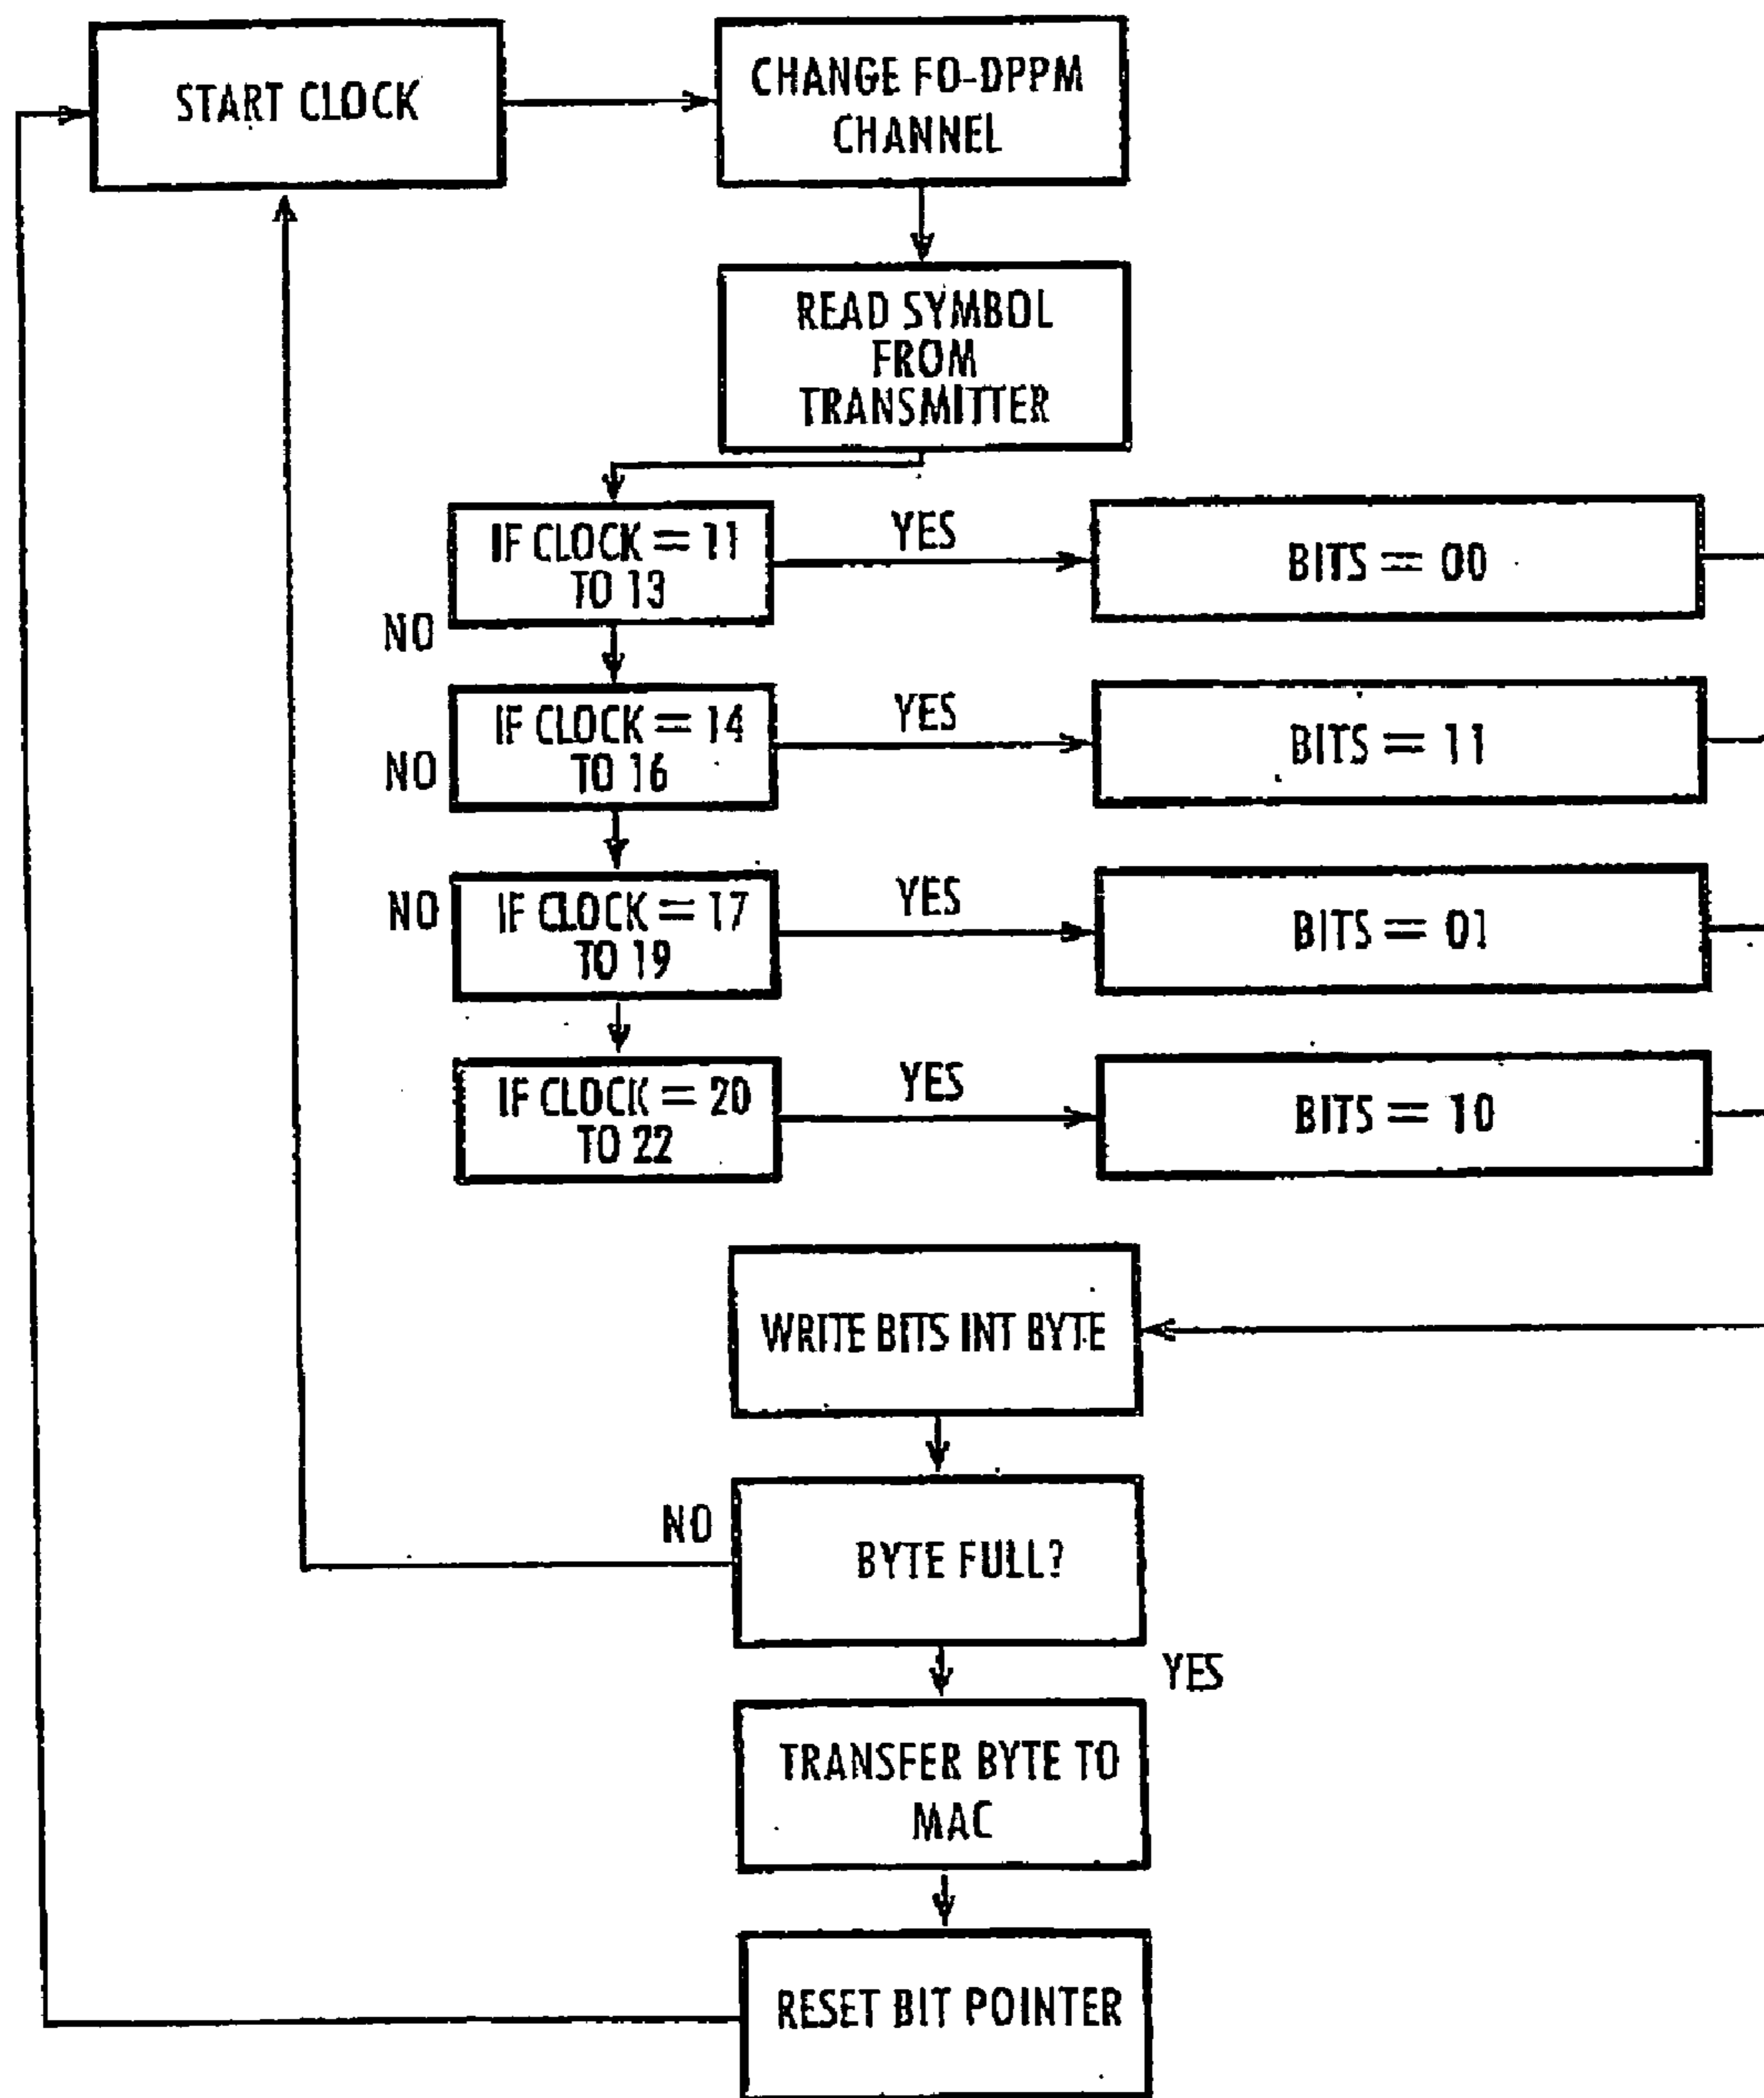 START CLOCK
CHANGE FO-DPPM
CHANNEL
READ SYMBOL
FROM
TRANSMITTER
IF CLOCK = 11
TO 13
YES
BITS = 00
NO
IF CLOCK = 14
TO 16
YES
BITS = 11
NO
IF CLOCK = 17
TO 19
YES
BITS = 01
NO
IF CLOCK = 20
TO 22
YES
BITS = 10
WRITE BITS INT BYTE
NO
BYTE FULL?
YES
TRANSFER BYTE TO
MAC
RESET BIT POINTER